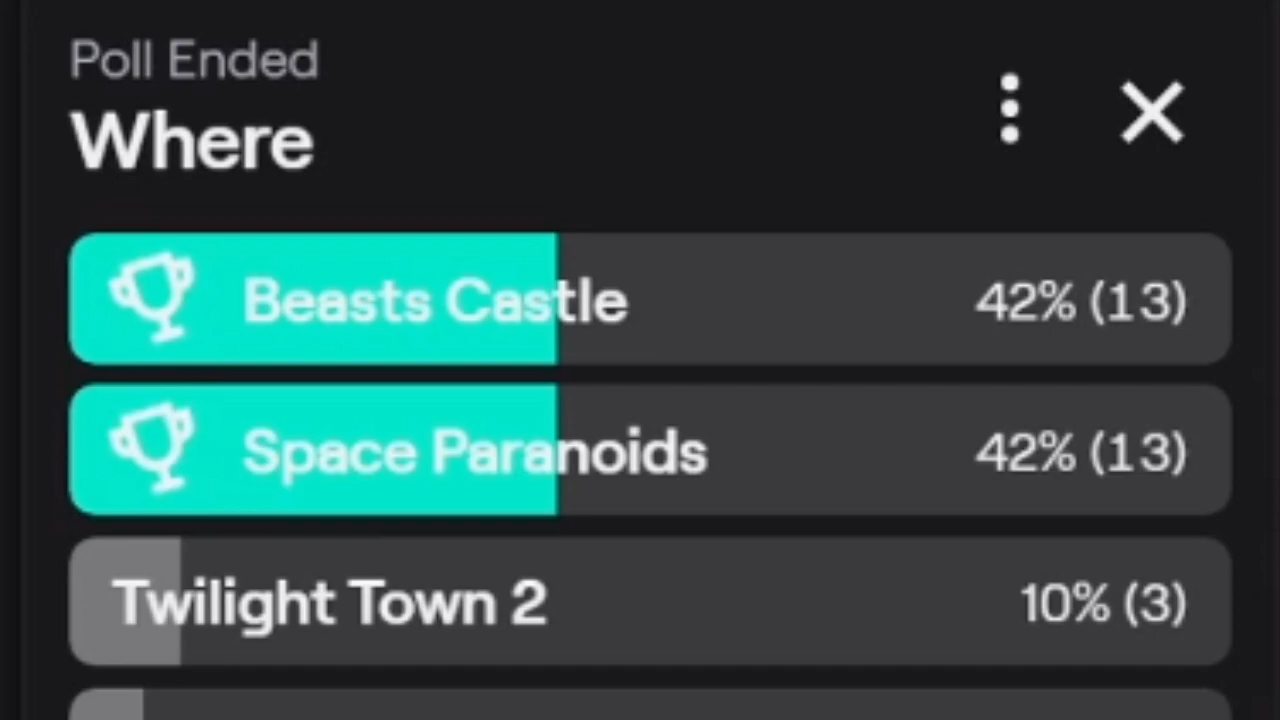 Poll Ended
Where
Beasts Castle 42% (13)
Space Paranoids 42% (13)
Twilight Town 2 10% (3)